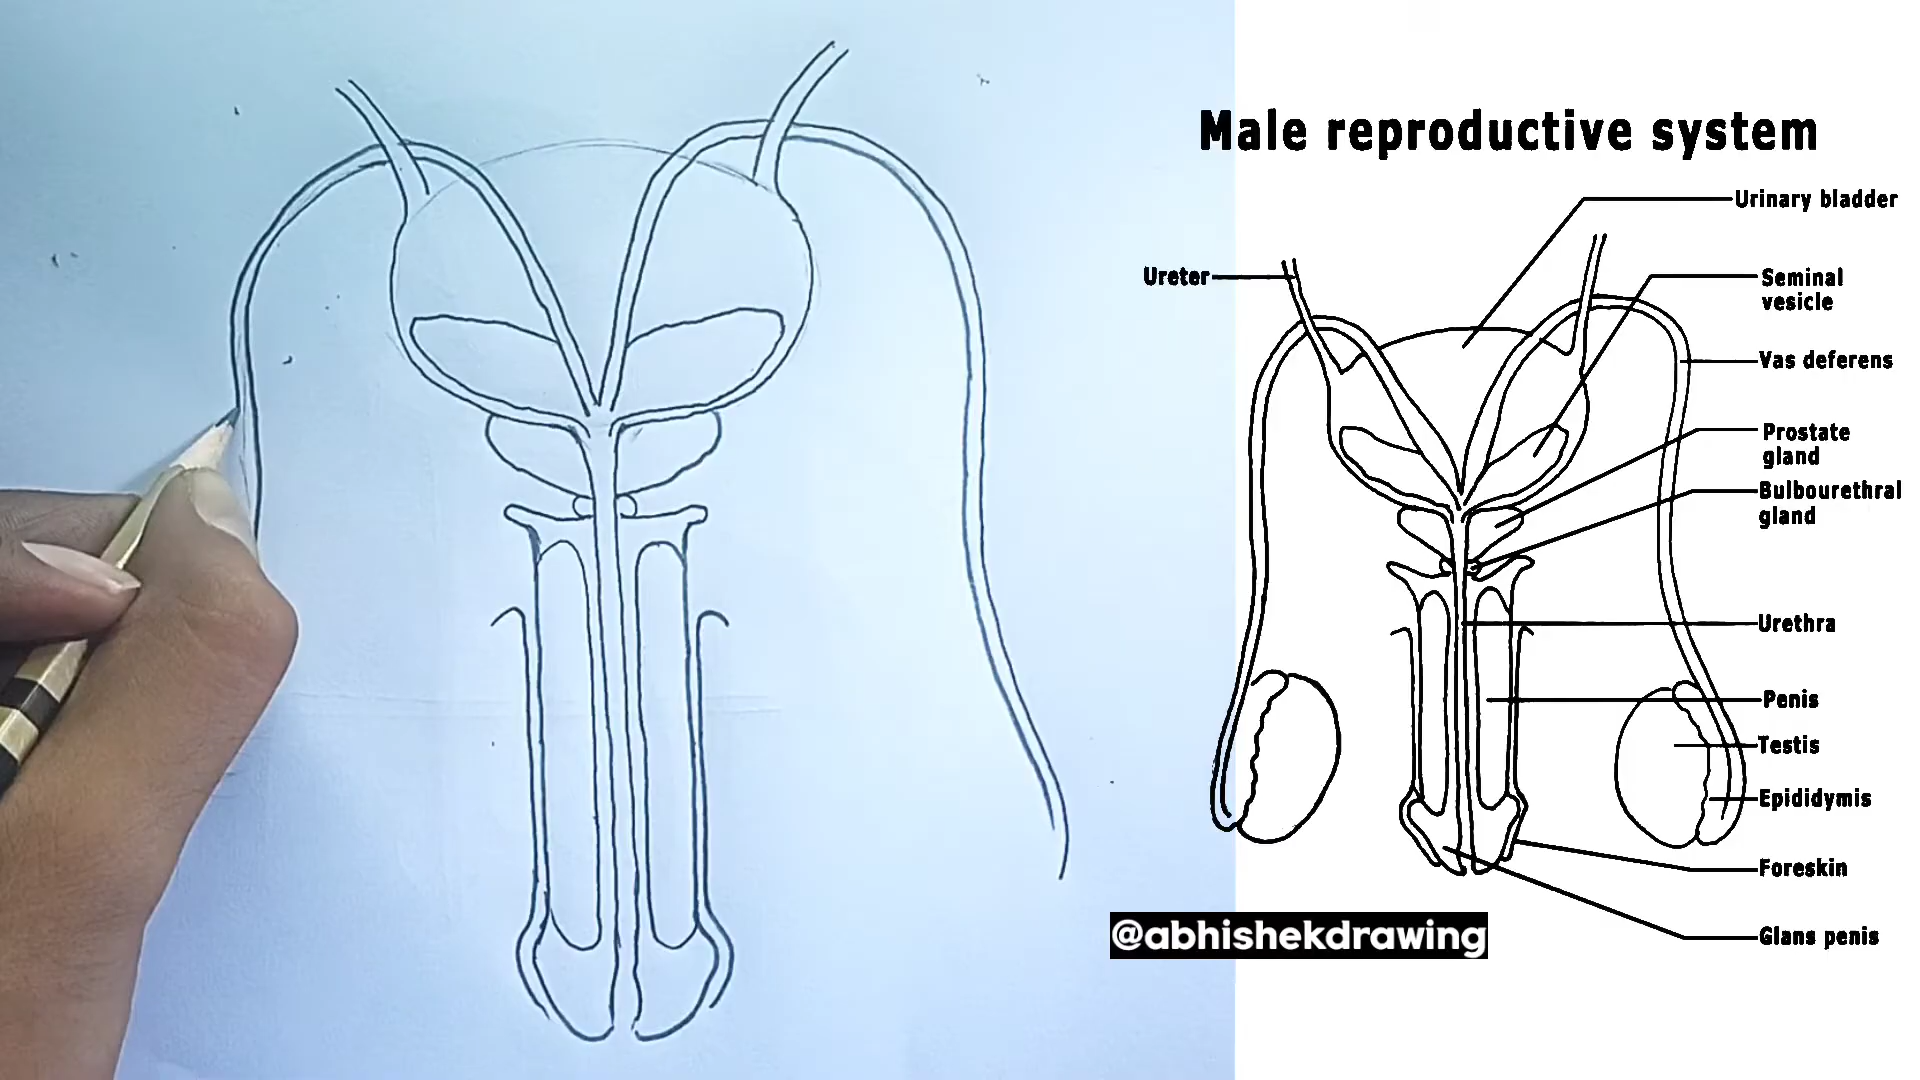 Male reproductive system
Urinary bladder
Ureter
Seminal
vesicle
Vas deferens
Prostate
gland
Bulbourethral
gland
Urethra
Penis
Testis
Epididymis
Foreskin
Glans penis
@abhishekdrawing